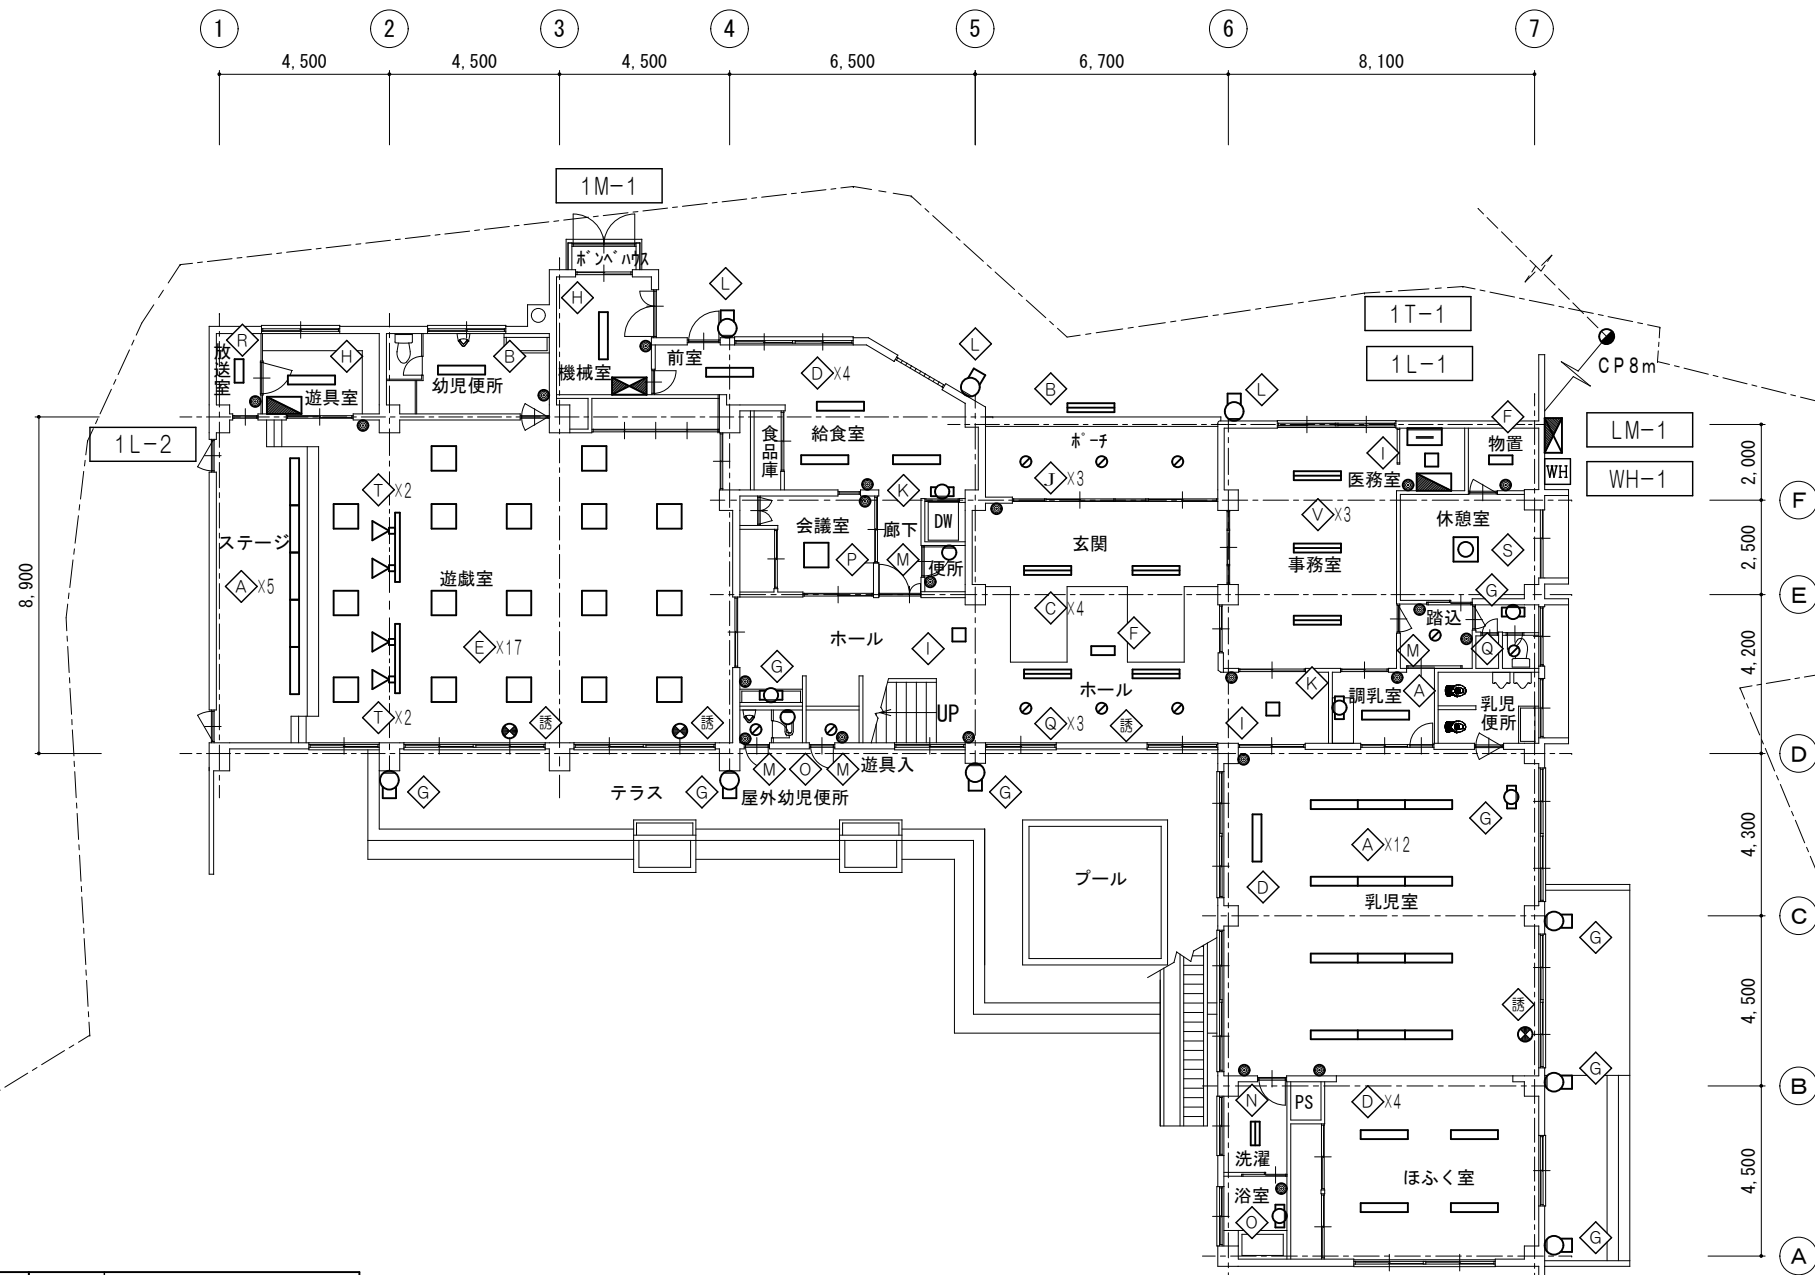 1 2 3 4 5 6 7
4,500 4,500 4,500 6,500 6,700 8,100
1M-1
ﾎﾞﾝﾍﾞﾊｳｽ
H
L
1T-1
1L-1
CP8m
R
放送室
H
遊具室
幼児便所
B
機械室
前室
D X4
L
B
L
F
物置
LM-1
1L-2
食品庫
給食室
ﾎﾟｰﾁ
I
医務室
WH
WH-1
2,000
T X2
K
J X3
F
ステージ
会議室
廊下
DW
玄関
V X3
休憩室
A X5
遊戯室
P
M
便所
事務室
S
2,500
8,900
E X17
ホール
I
C X4
F
G
踏込
E
M
Q
4,200
G
T X2
誘
誘
UP
ホール
Q X3
誘
K
I
調乳室
A
乳児便所
M
O
M
遊具入
D
テラス
G
G
屋外幼児便所
G
G
プール
A X12
D
乳児室
4,300
C
G
誘
4,500
G
B
N
PS
D X4
洗濯
ほふく室
4,500
浴室
O
G
A